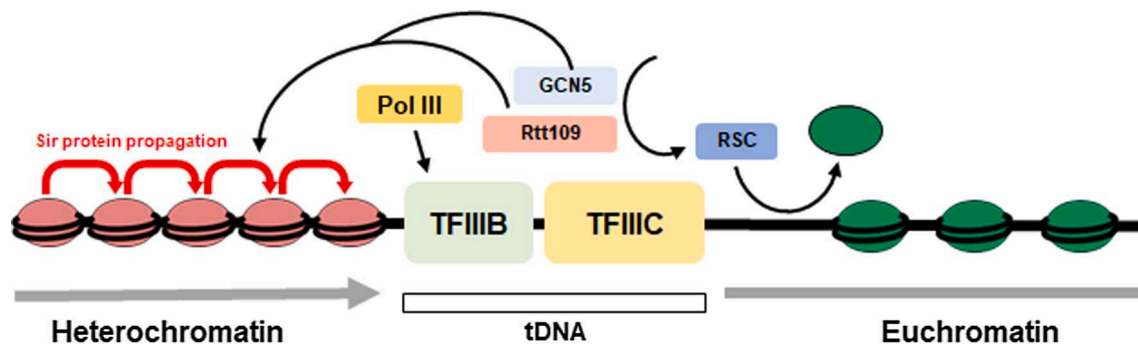 GCN5
Pol III
Rtt109
RSC
Sir protein propagation
TFIIIB
TFIIIC
Heterochromatin
tDNA
Euchromatin